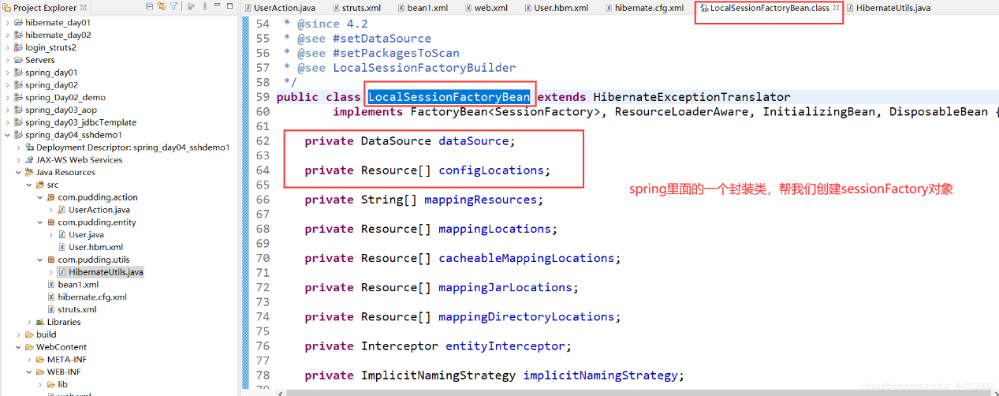 Project Explorer
hibernate_day01
hibernate_day02
login_struts2
Servers
spring_day01
spring_day02
spring_Day02_demo
spring_day03_aop
spring_day03_jdbcTemplate
spring_day04_sshdemo1
Deployment Descriptor: spring_day04_sshdemo1
JAX-WS Web Services
Java Resources
src
com.pudding.action
UserAction.java
com.pudding.entity
User.java
User.hbm.xml
com.pudding.utils
HibernateUtils.java
bean1.xml
hibernate.cfg.xml
struts.xml
Libraries
build
WebContent
META-INF
WEB-INF
lib
web.xml
UserAction.java struts.xml bean1.xml web.xml User.hbm.xml hibernate.cfg.xml LocalSessionFactoryBean.class HibernateUtils.java
54 * @since 4.2
55 * @see #setDataSource
56 * @see #setPackagesToScan
57 * @see LocalSessionFactoryBuilder
58 */
59 public class LocalSessionFactoryBean extends HibernateExceptionTranslator
60 implements FactoryBean<SessionFactory>, ResourceLoaderAware, InitializingBean, DisposableBean {
61
62 private DataSource dataSource;
63
64 private Resource[] configLocations;
65
66 private String[] mappingResources;
67
68 private Resource[] mappingLocations;
69
70 private Resource[] cacheableMappingLocations;
71
72 private Resource[] mappingJarLocations;
73
74 private Resource[] mappingDirectoryLocations;
75
76 private Interceptor entityInterceptor;
77
78 private ImplicitNamingStrategy implicitNamingStrategy;
79
spring里面的一个封装类，帮我们创建sessionFactory对象